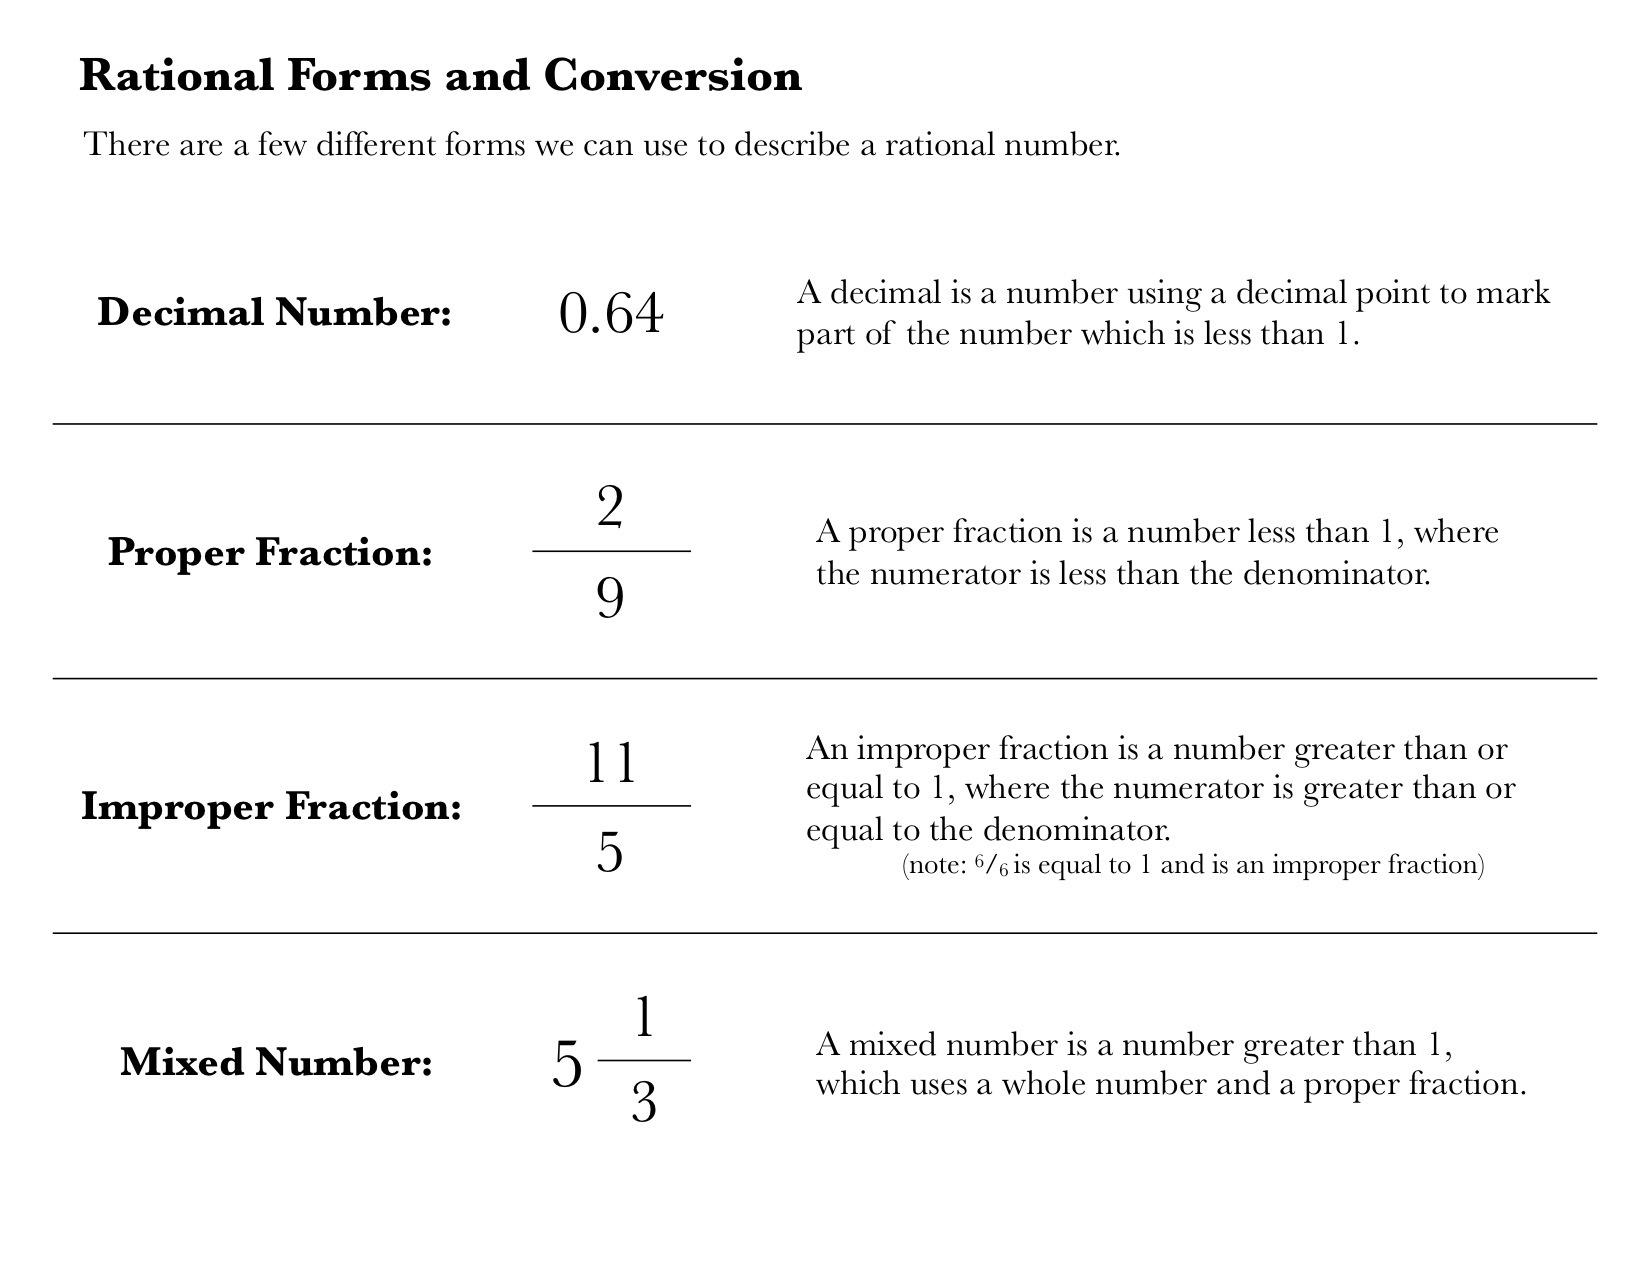 Rational Forms and Conversion
There are a few different forms we can use to describe a rational number.
Decimal Number:
0.64
A decimal is a number using a decimal point to mark
part of the number which is less than 1.
Proper Fraction:
2
9
A proper fraction is a number less than 1, where
the numerator is less than the denominator.
Improper Fraction:
11
5
An improper fraction is a number greater than or
equal to 1, where the numerator is greater than or
equal to the denominator.
(note: 6/6 is equal to 1 and is an improper fraction)
Mixed Number:
5
1
3
A mixed number is a number greater than 1,
which uses a whole number and a proper fraction.